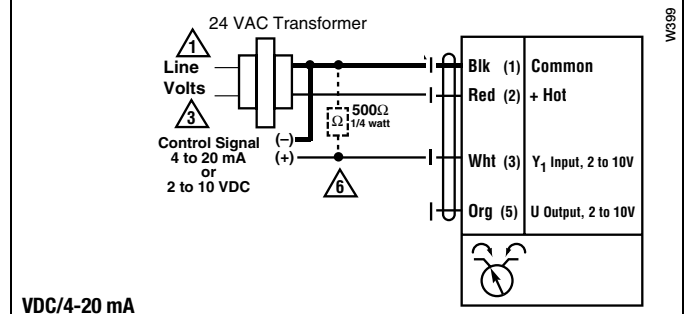 24 VAC Transformer
W399
1
Line
Volts
3
Control Signal
4 to 20 mA
or
2 to 10 VDC
(–)
(+)
Ω
500Ω
1/4 watt
6
Blk (1) Common
Red (2) + Hot
Wht (3) Y1 Input, 2 to 10V
Org (5) U Output, 2 to 10V
VDC/4-20 mA